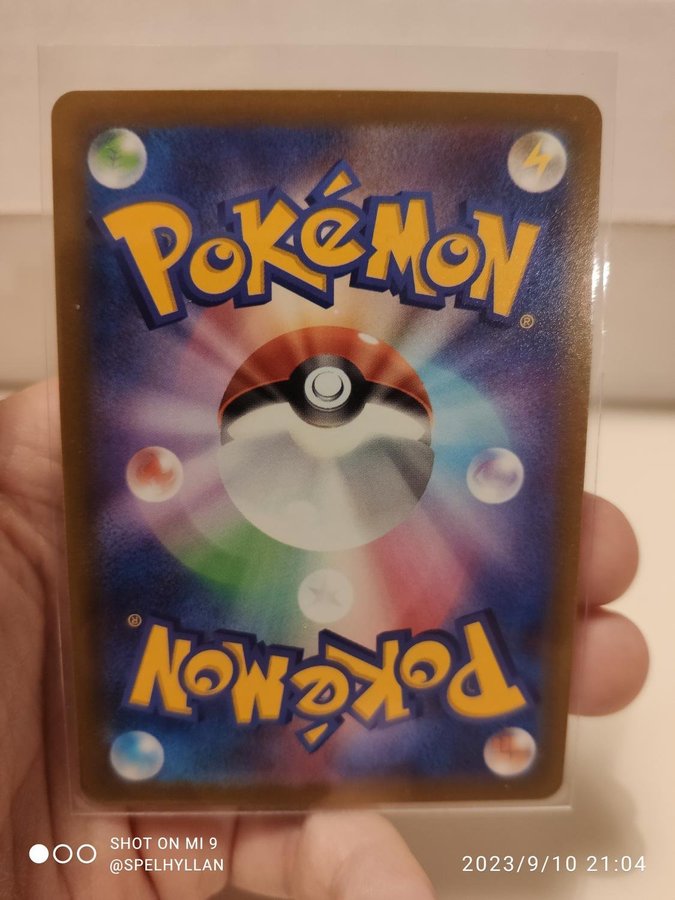 POKéMON
®
®
POKéMON
SHOT ON MI 9
@SPELHYLLAN
2023/9/10 21:04